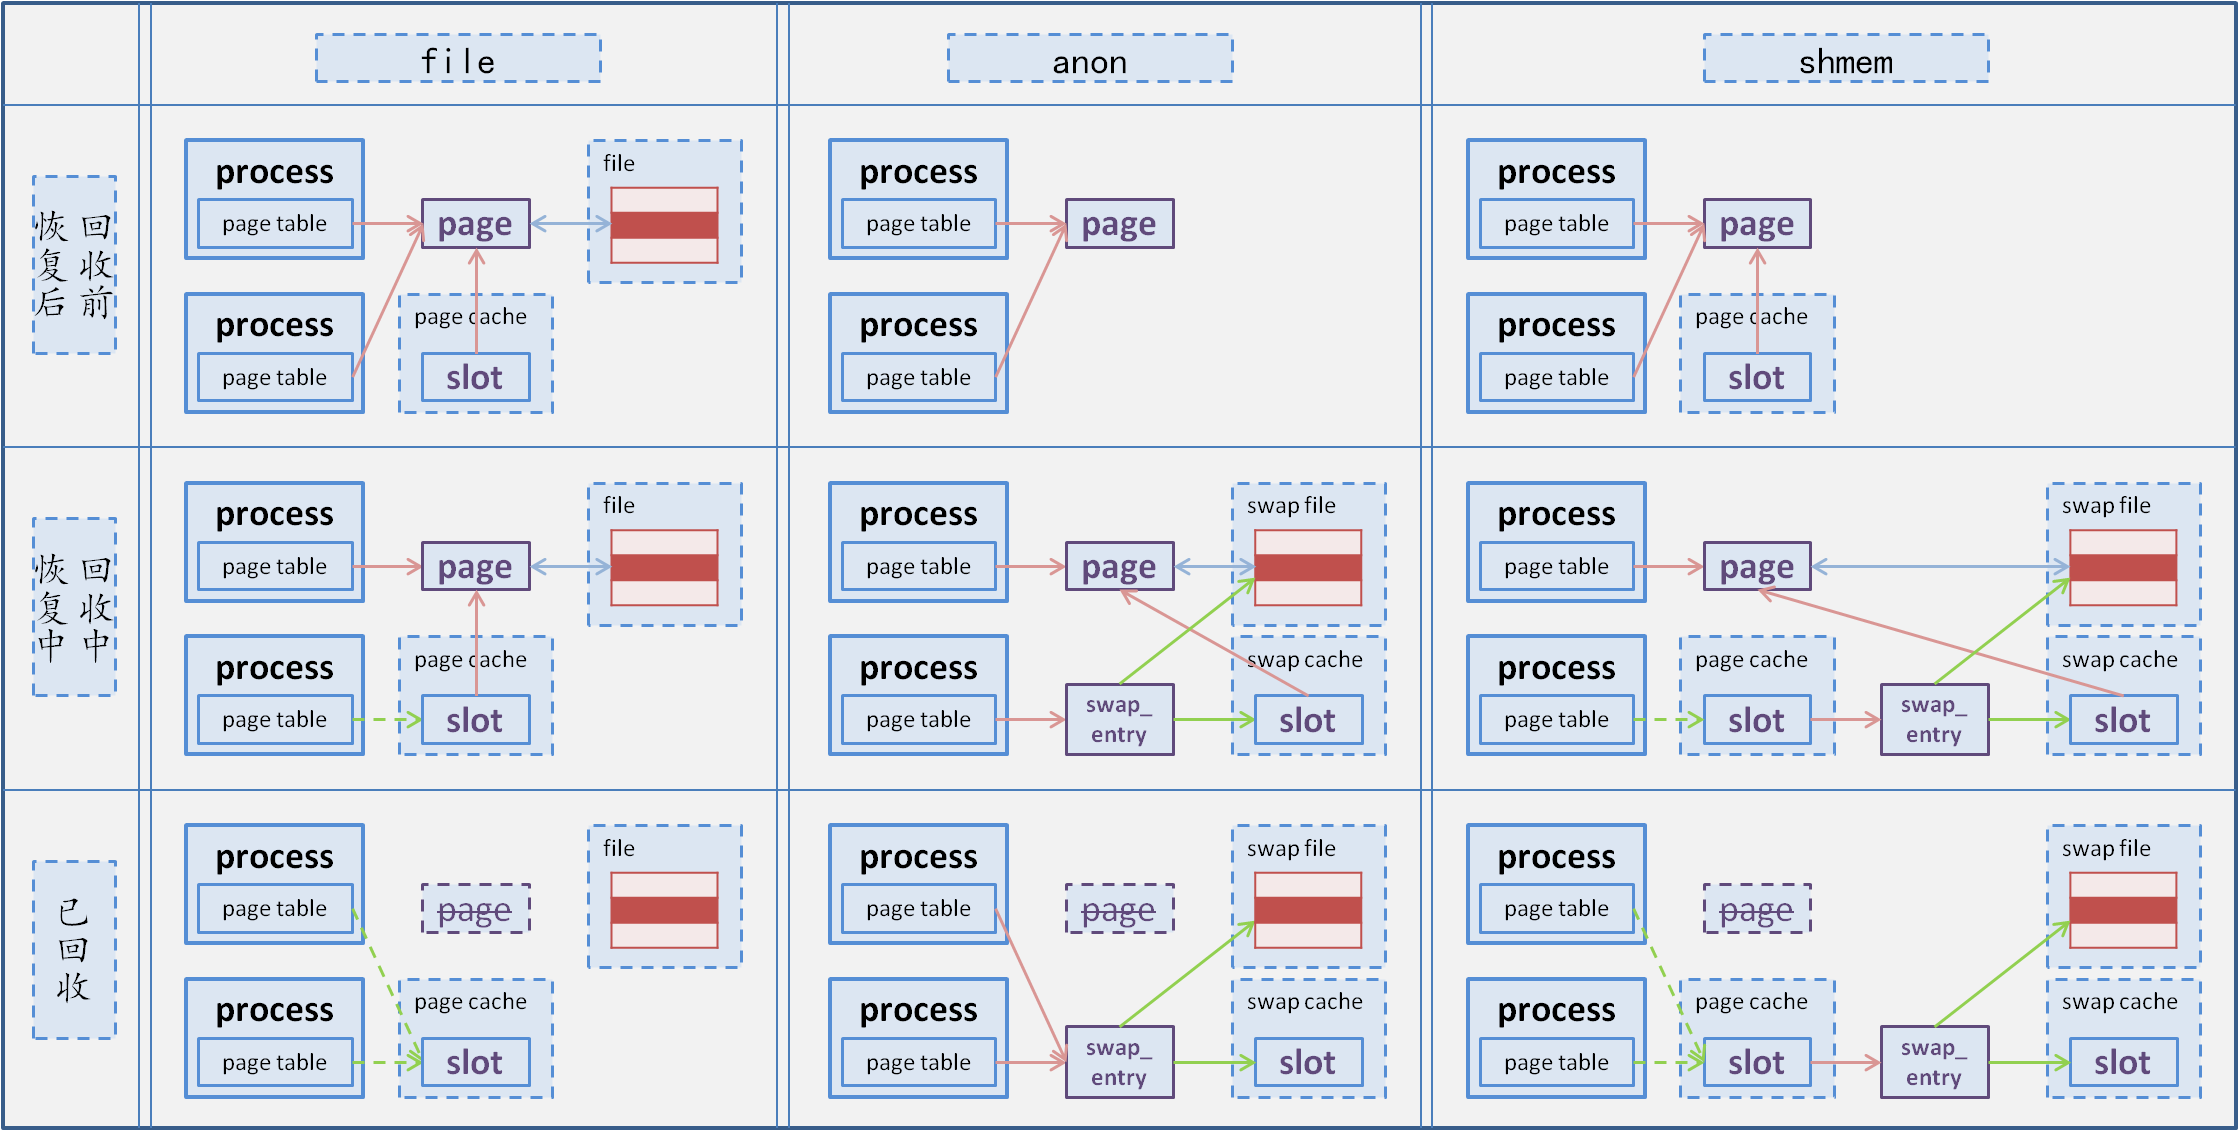 file
anon
shmem
回收前
恢复后
process
page table
page
file
process
page table
page cache
slot
process
page table
page
process
page table
process
page table
page
process
page table
page cache
slot
回收中
恢复中
process
page table
page
file
process
page table
page cache
slot
process
page table
page
swap file
process
page table
swap_
entry
swap cache
slot
process
page table
page
swap file
process
page table
page cache
slot
swap_
entry
swap cache
slot
已回收
process
page table
page
file
process
page table
page cache
slot
process
page table
page
swap file
process
page table
swap_
entry
swap cache
slot
process
page table
page
swap file
process
page table
page cache
slot
swap_
entry
swap cache
slot